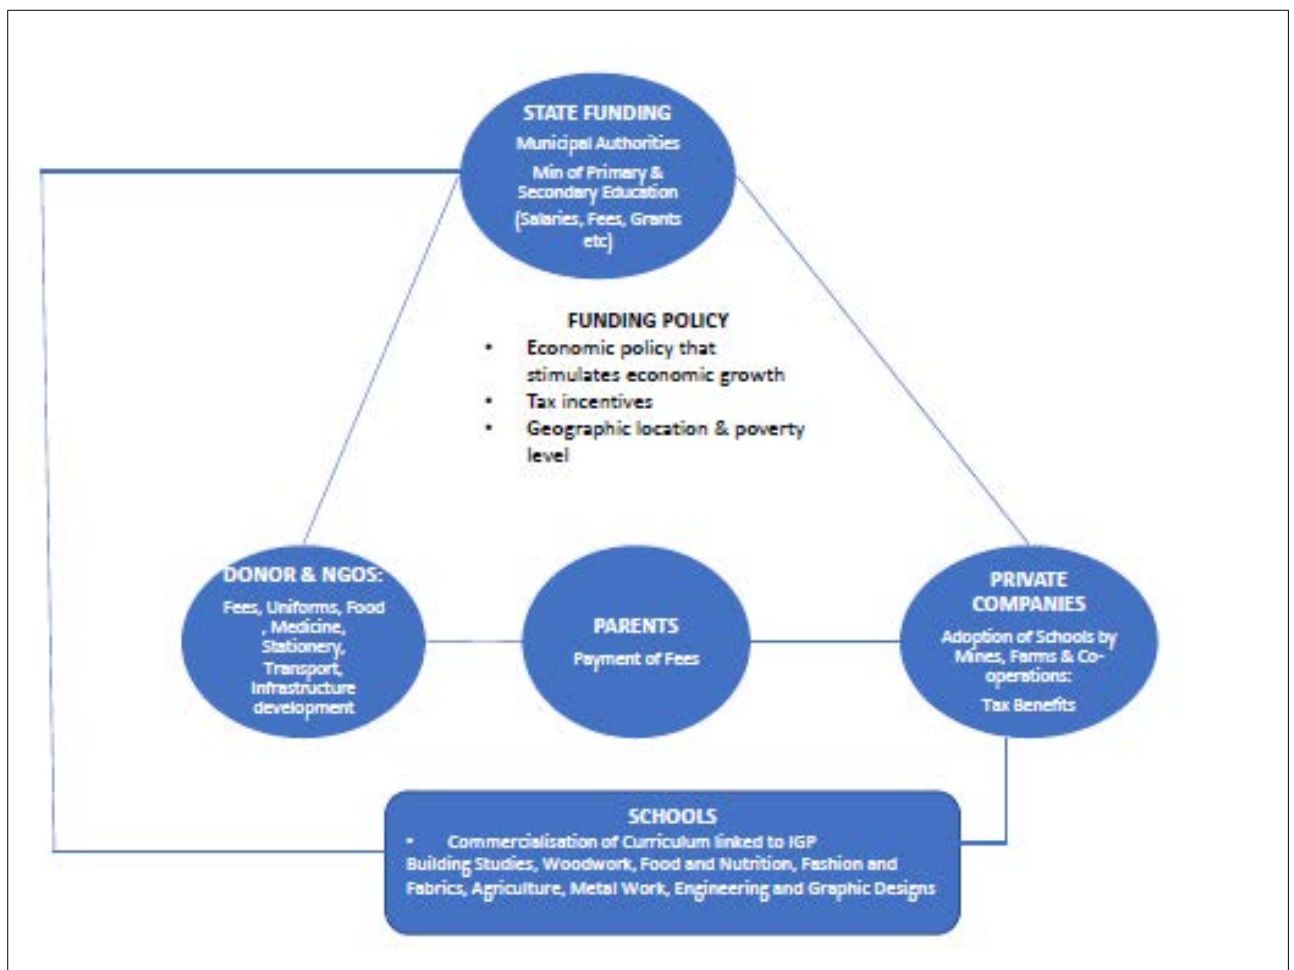 STATE FUNDING
Municipal Authorities
Min of Primary &
Secondary Education
(Salaries, Fees, Grants
etc)
FUNDING POLICY
• Economic policy that
stimulates economic growth
• Tax incentives
• Geographic location & poverty
level
DONOR & NGOS:
Fees, Uniforms, Food
, Medicine,
Stationery,
Transport,
Infrastructure
development
PARENTS
Payment of Fees
PRIVATE
COMPANIES
Adoption of Schools by
Mines, Farms & Co-
operations:
Tax Benefits
SCHOOLS
• Commercialisation of Curriculum linked to IGP
Building Studies, Woodwork, Food and Nutrition, Fashion and
Fabrics, Agriculture, Metal Work, Engineering and Graphic Designs